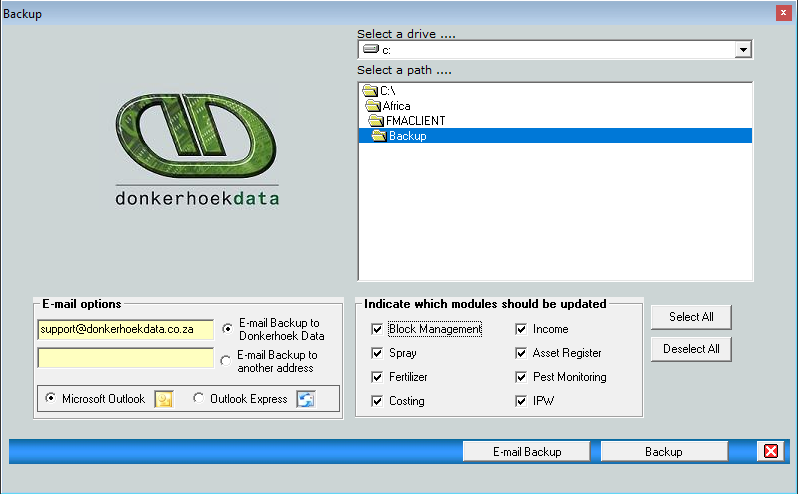 Backup
Select a drive ....
c:
Select a path ....
C:\
Africa
FMACLIENT
Backup
donkerhoekdata
E-mail options
support@donkerhoekdata.co.za
E-mail Backup to
Donkerhoek Data
E-mail Backup to
another address
Microsoft Outlook
Outlook Express
Indicate which modules should be updated
Block Management
Income
Spray
Asset Register
Fertilizer
Pest Monitoring
Costing
IPW
Select All
Deselect All
E-mail Backup
Backup